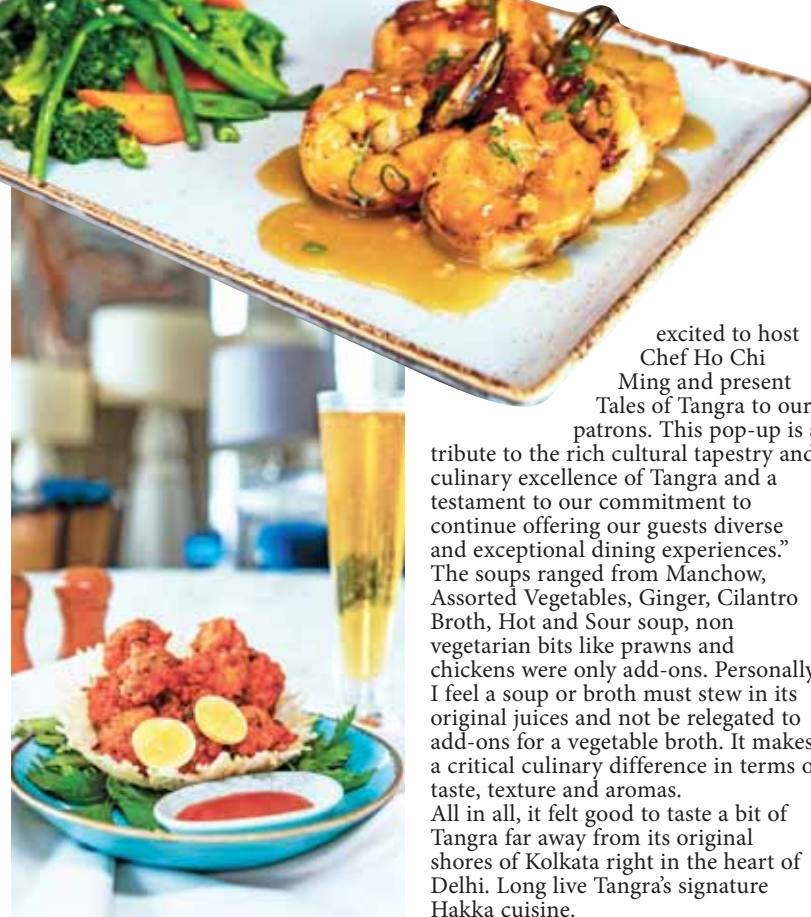 excited to host
Chef Ho Chi
Ming and present
Tales of Tangra to our
patrons. This pop-up is a
tribute to the rich cultural tapestry and
culinary excellence of Tangra and a
testament to our commitment to
continue offering our guests diverse
and exceptional dining experiences.”
The soups ranged from Manchow,
Assorted Vegetables, Ginger, Cilantro
Broth, Hot and Sour soup, non
vegetarian bits like prawns and
chickens were only add-ons. Personally
I feel a soup or broth must stew in its
original juices and not be relegated to
add-ons for a vegetable broth. It makes
a critical culinary difference in terms o
taste, texture and aromas.
All in all, it felt good to taste a bit of
Tangra far away from its original
shores of Kolkata right in the heart of
Delhi. Long live Tangra’s signature
Hakka cuisine.